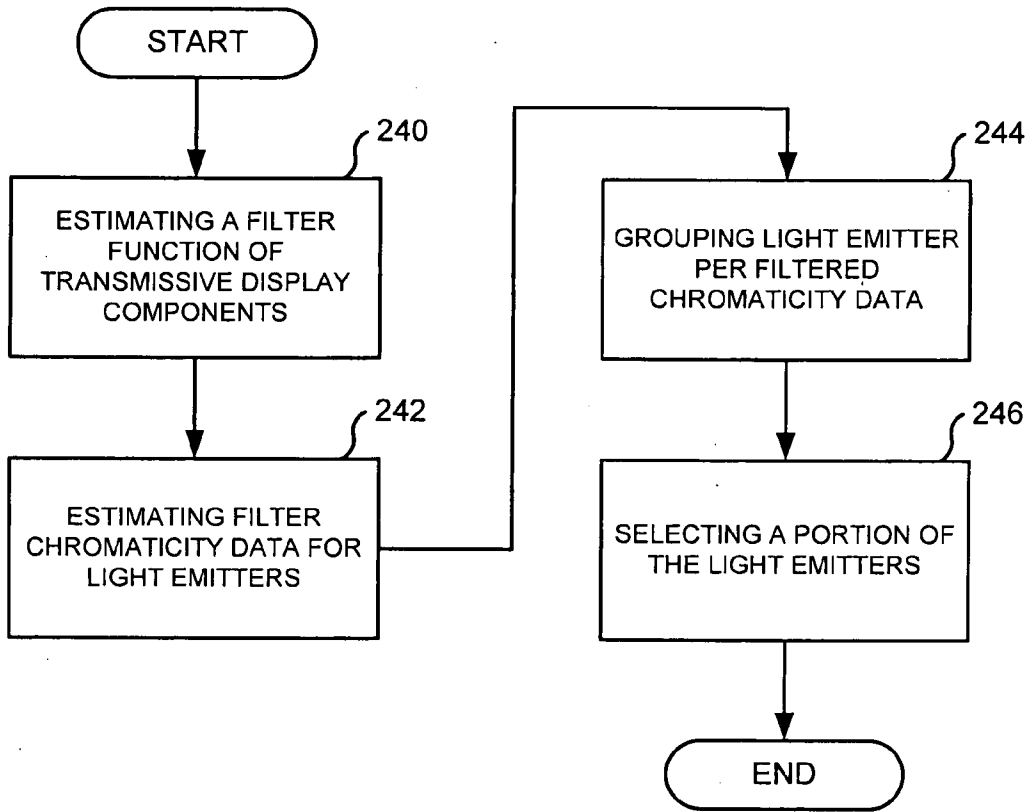 START
240
ESTIMATING A FILTER
FUNCTION OF
TRANSMISSIVE DISPLAY
COMPONENTS
242
ESTIMATING FILTER
CHROMATICITY DATA FOR
LIGHT EMITTERS
244
GROUPING LIGHT EMITTER
PER FILTERED
CHROMATICITY DATA
246
SELECTING A PORTION OF
THE LIGHT EMITTERS
END